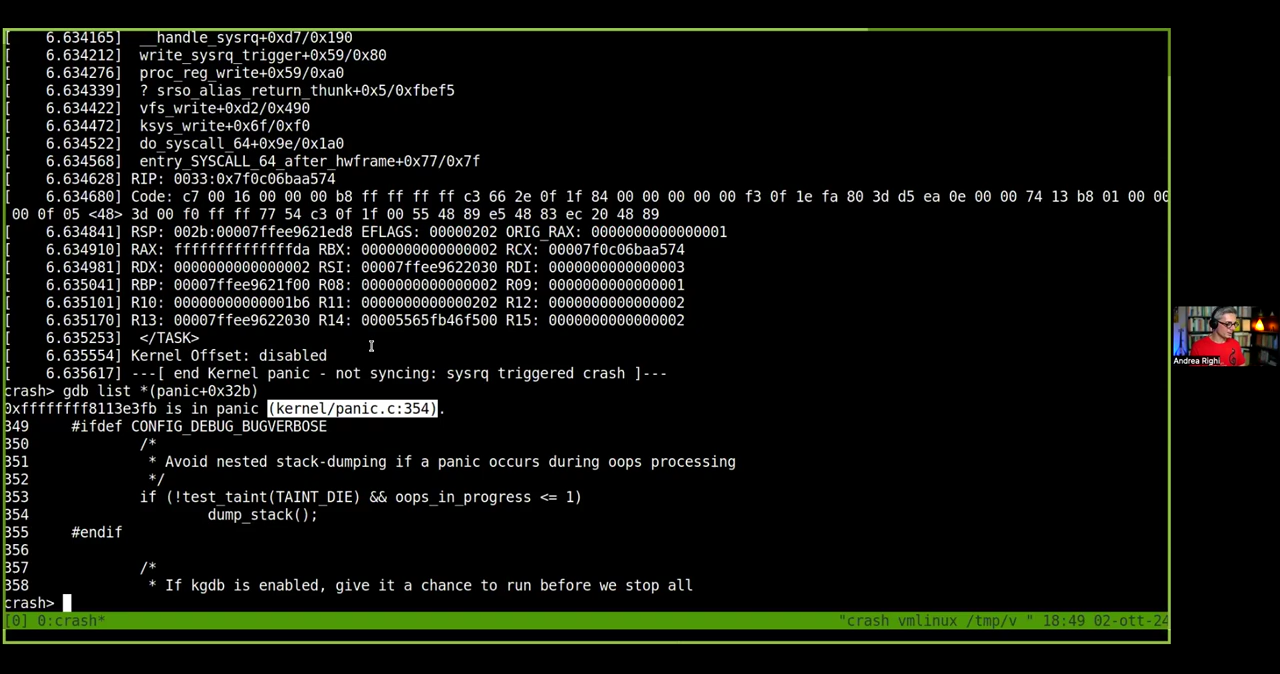 [    6.634165]  __handle_sysrq+0xd7/0x190
[    6.634212]  write_sysrq_trigger+0x59/0x80
[    6.634276]  proc_reg_write+0x59/0xa0
[    6.634339]  ? srso_alias_return_thunk+0x5/0xfbef5
[    6.634422]  vfs_write+0xd2/0x490
[    6.634472]  ksys_write+0x6f/0xf0
[    6.634522]  do_syscall_64+0x9e/0x1a0
[    6.634568]  entry_SYSCALL_64_after_hwframe+0x77/0x7f
[    6.634628] RIP: 0033:0x7f0c06baa574
[    6.634680] Code: c7 00 16 00 00 00 b8 ff ff ff ff c3 66 2e 0f 1f 84 00 00 00 00 00 f3 0f 1e fa 80 3d d5 ea 0e 00 00 74 13 b8 01 00 00
 00 0f 05 <48> 3d 00 f0 ff ff 77 54 c3 0f 1f 00 55 48 89 e5 48 83 ec 20 48 89
[    6.634841] RSP: 002b:00007ffee9621ed8 EFLAGS: 00000202 ORIG_RAX: 0000000000000001
[    6.634910] RAX: ffffffffffffffda RBX: 0000000000000002 RCX: 00007f0c06baa574
[    6.634981] RDX: 0000000000000002 RSI: 00007ffee9622030 RDI: 0000000000000003
[    6.635041] RBP: 00007ffee9621f00 R08: 0000000000000002 R09: 0000000000000001
[    6.635101] R10: 00000000000001b6 R11: 0000000000000202 R12: 0000000000000002
[    6.635170] R13: 00007ffee9622030 R14: 00005565fb46f500 R15: 0000000000000002
[    6.635253]  </TASK>
[    6.635554] Kernel Offset: disabled
[    6.635617] ---[ end Kernel panic - not syncing: sysrq triggered crash ]---
crash> gdb list *(panic+0x32b)
0xffffffff8113e3fb is in panic (kernel/panic.c:354).
349     #ifdef CONFIG_DEBUG_BUGVERBOSE
350             /*
351              * Avoid nested stack-dumping if a panic occurs during oops processing
352              */
353             if (!test_taint(TAINT_DIE) && oops_in_progress <= 1)
354                     dump_stack();
355     #endif
356
357             /*
358              * If kgdb is enabled, give it a chance to run before we stop all
crash>
[0] 0:crash* "crash vmlinux /tmp/v " 18:49 02-ott-24
Andrea Righi